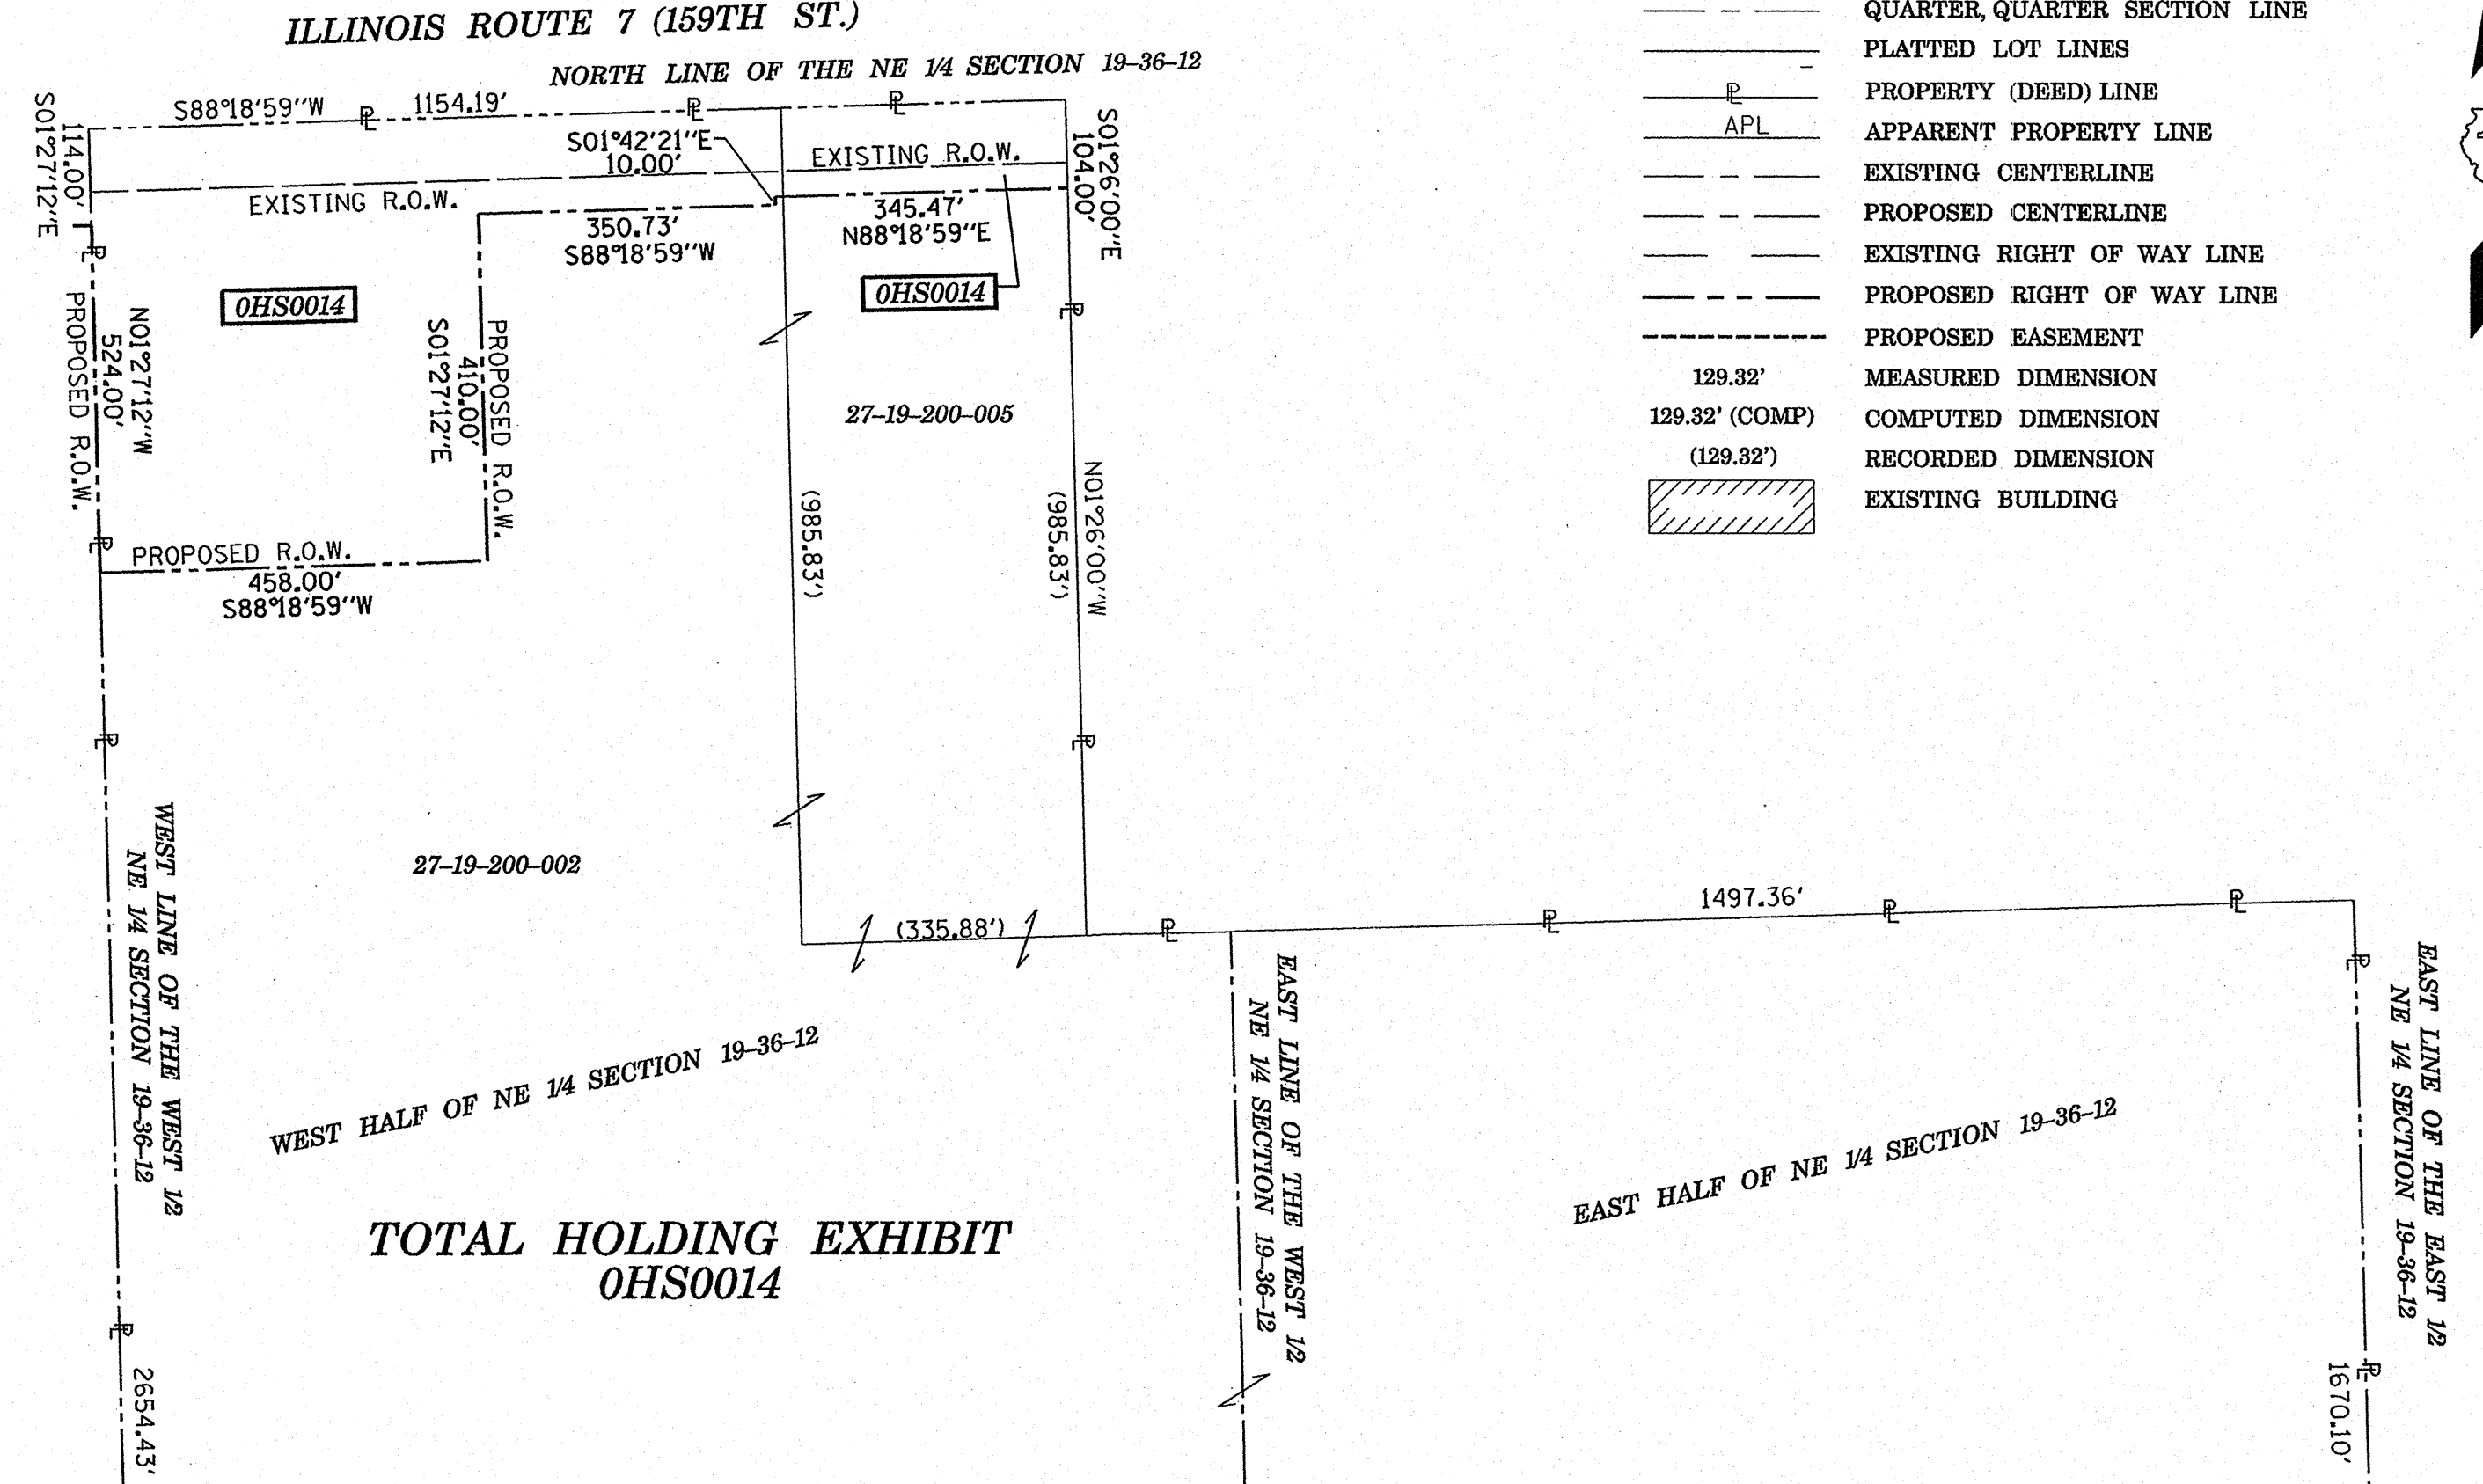 ILLINOIS ROUTE 7 (159TH ST.)
NORTH LINE OF THE NE 1/4 SECTION 19-36-12
S88°18'59"W 1154.19'
S01°27'12"E
114.00'
S01°42'21"E
10.00'
EXISTING R.O.W.
EXISTING R.O.W.
S01°26'00"E
104.00'
350.73'
S88°18'59"W
345.47'
N88°18'59"E
0HS0014
0HS0014
PROPOSED R.O.W.
N01°27'12"W
524.00'
S01°27'12"E
410.00'
PROPOSED R.O.W.
27-19-200-005
(985.83')
(985.83')
N01°26'00"W
PROPOSED R.O.W.
458.00'
S88°18'59"W
27-19-200-002
(335.88')
1497.36'
WEST LINE OF THE WEST 1/2
NE 1/4 SECTION 19-36-12
EAST LINE OF THE WEST 1/2
NE 1/4 SECTION 19-36-12
EAST LINE OF THE EAST 1/2
NE 1/4 SECTION 19-36-12
WEST HALF OF NE 1/4 SECTION 19-36-12
EAST HALF OF NE 1/4 SECTION 19-36-12
TOTAL HOLDING EXHIBIT
0HS0014
2654.43'
1670.10'
QUARTER, QUARTER SECTION LINE
PLATTED LOT LINES
PL PROPERTY (DEED) LINE
APL APPARENT PROPERTY LINE
EXISTING CENTERLINE
PROPOSED CENTERLINE
EXISTING RIGHT OF WAY LINE
PROPOSED RIGHT OF WAY LINE
PROPOSED EASEMENT
129.32' MEASURED DIMENSION
129.32' (COMP) COMPUTED DIMENSION
(129.32') RECORDED DIMENSION
EXISTING BUILDING